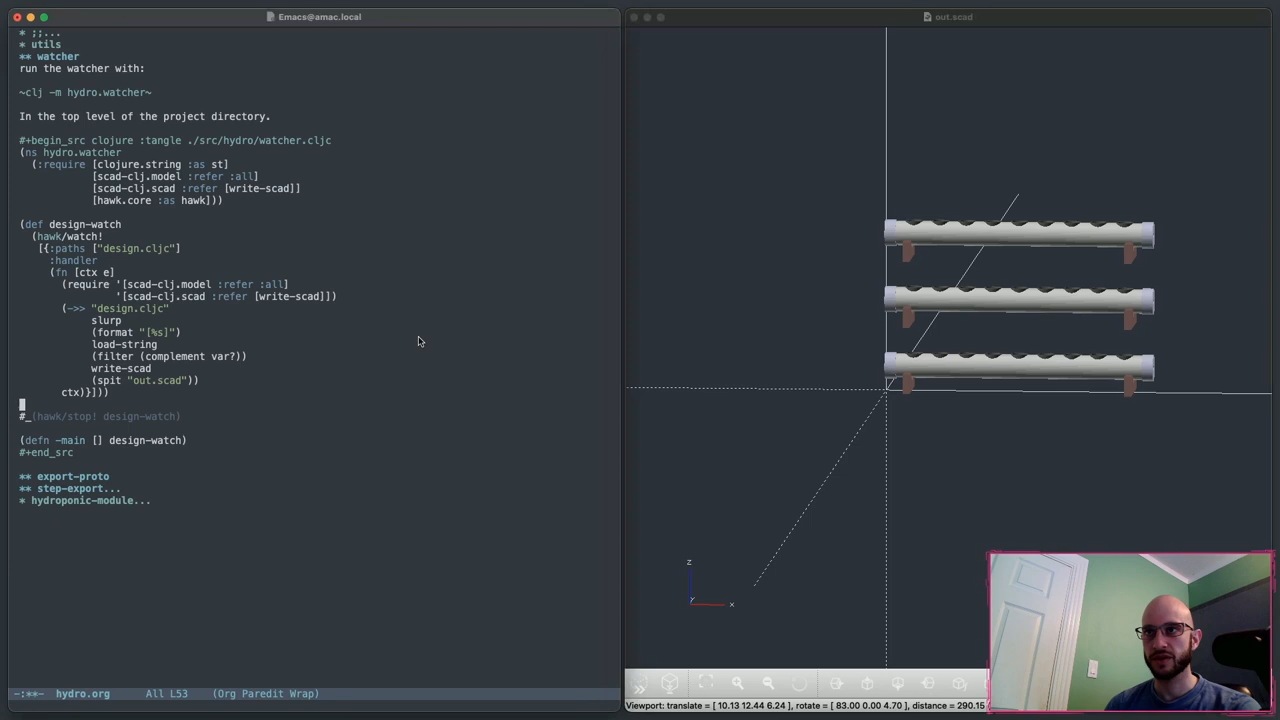 Emacs@amac.local
* ;;...
* utils
** watcher
run the watcher with:
~clj -m hydro.watcher~
In the top level of the project directory.
#+begin_src clojure :tangle ./src/hydro/watcher.cljc
(ns hydro.watcher
(:require [clojure.string :as st]
[scad-clj.model :refer :all]
[scad-clj.scad :refer [write-scad]]
[hawk.core :as hawk]))
(def design-watch
(hawk/watch!
[{:paths ["design.cljc"]
:handler
(fn [ctx e]
(require '[scad-clj.model :refer :all]
'[scad-clj.scad :refer [write-scad]])
(->> "design.cljc"
slurp
(format "[%s]")
load-string
(filter (complement var?))
write-scad
(spit "out.scad"))
ctx)}]))
#_(hawk/stop! design-watch)
(defn -main [] design-watch)
#+end_src
** export-proto
** step-export...
* hydroponic-module...
-:**- hydro.org All L53 (Org Paredit Wrap)
out.scad
z
y
x
Viewport: translate = [ 10.13 12.44 6.24 ], rotate = [ 83.00 0.00 4.70 ], distance = 290.15